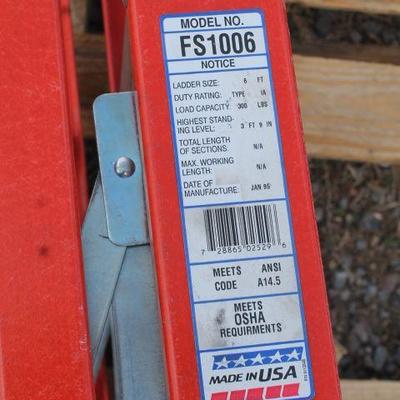 MODEL NO.
FS1006
NOTICE
LADDER SIZE: 6 FT
DUTY RATING: TYPE IA
LOAD CAPACITY: 300 LBS
HIGHEST STAND-
ING LEVEL: 3 FT 9 IN
TOTAL LENGTH
OF SECTIONS: N/A
MAX. WORKING
LENGTH: N/A
DATE OF
MANUFACTURE: JAN 95
7 28865 02529 6
MEETS ANSI
CODE A14.5
MEETS
OSHA
REQUIRMENTS
MADE IN USA